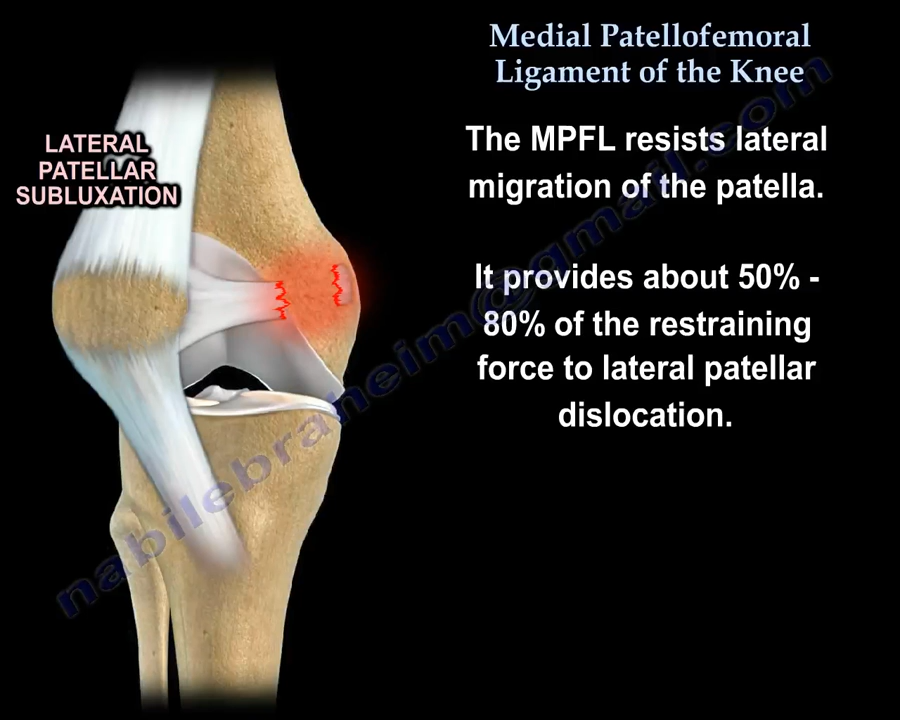 Medial Patellofemoral
Ligament of the Knee
LATERAL
PATELLAR
SUBLUXATION
The MPFL resists lateral
migration of the patella.
It provides about 50% -
80% of the restraining
force to lateral patellar
dislocation.
nabilebraheim@gmail.com